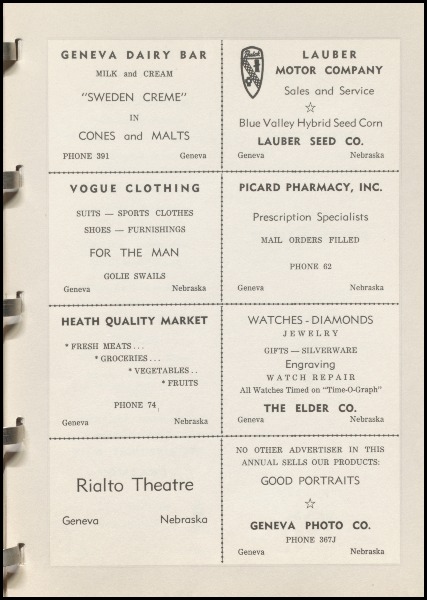 GENEVA DAIRY BAR
MILK and CREAM
"SWEDEN CREME"
IN
CONES and MALTS
PHONE 391 Geneva
LAUBER
MOTOR COMPANY
Sales and Service
☆
Blue Valley Hybrid Seed Corn
LAUBER SEED CO.
Geneva Nebraska
VOGUE CLOTHING
SUITS — SPORTS CLOTHES
SHOES — FURNISHINGS
FOR THE MAN
GOLIE SWAILS
Geneva Nebraska
PICARD PHARMACY, INC.
Prescription Specialists
MAIL ORDERS FILLED
PHONE 62
Geneva Nebraska
HEATH QUALITY MARKET
* FRESH MEATS . . .
* GROCERIES . . .
* VEGETABLES . .
* FRUITS
PHONE 74
Geneva Nebraska
WATCHES - DIAMONDS
JEWELRY
GIFTS — SILVERWARE
Engraving
WATCH REPAIR
All Watches Timed on "Time-O-Graph"
THE ELDER CO.
Geneva Nebraska
Rialto Theatre
Geneva Nebraska
NO OTHER ADVERTISER IN THIS
ANNUAL SELLS OUR PRODUCTS:
GOOD PORTRAITS
☆
GENEVA PHOTO CO.
PHONE 367J
Geneva Nebraska